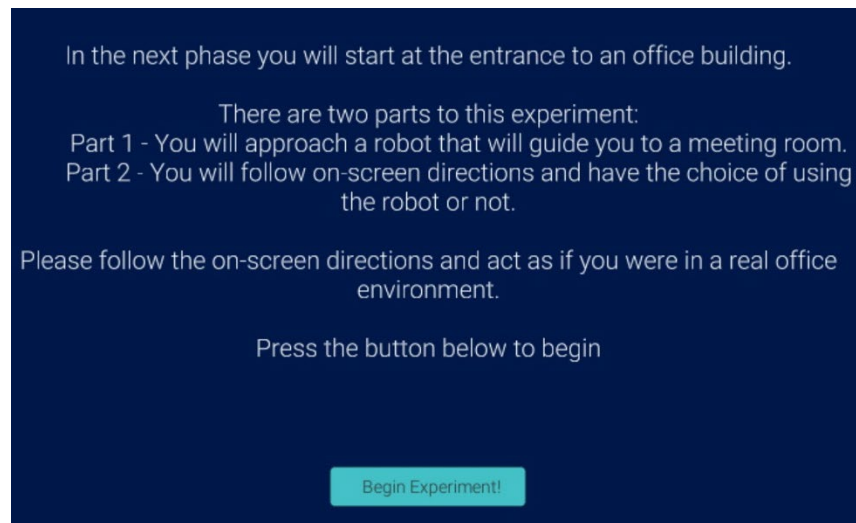 In the next phase you will start at the entrance to an office building.
There are two parts to this experiment:
Part 1 - You will approach a robot that will guide you to a meeting room.
Part 2 - You will follow on-screen directions and have the choice of using
the robot or not.
Please follow the on-screen directions and act as if you were in a real office
environment.
Press the button below to begin
Begin Experiment!